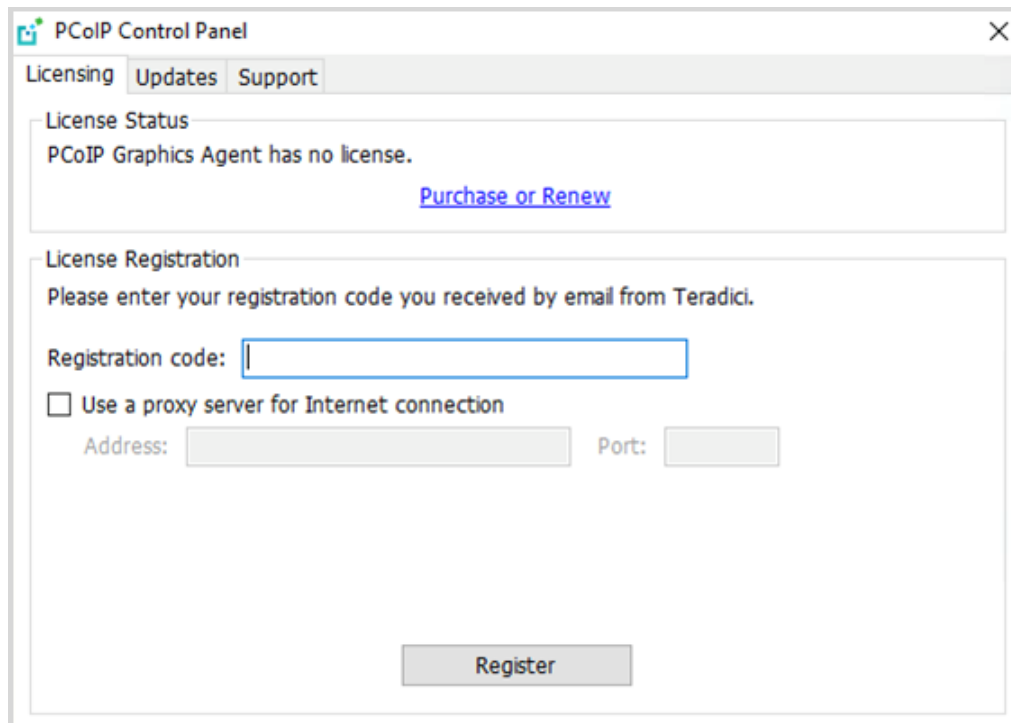 PCoIP Control Panel
Licensing Updates Support
License Status
PCoIP Graphics Agent has no license.
Purchase or Renew
License Registration
Please enter your registration code you received by email from Teradici.
Registration code:
Use a proxy server for Internet connection
Address: Port:
Register